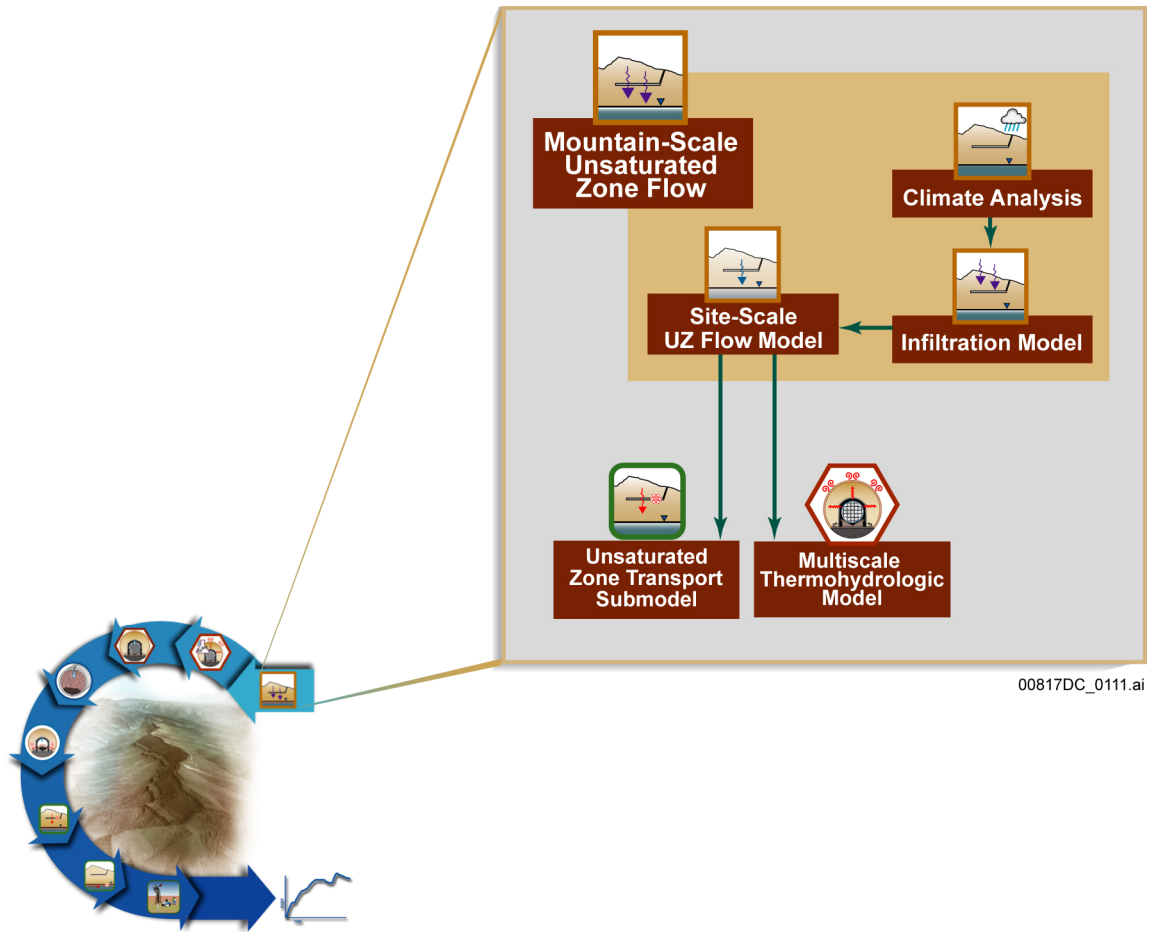 Mountain-Scale
Unsaturated
Zone Flow
Climate Analysis
Site-Scale
UZ Flow Model
Infiltration Model
Unsaturated
Zone Transport
Submodel
Multiscale
Thermohydrologic
Model
00817DC_0111.ai